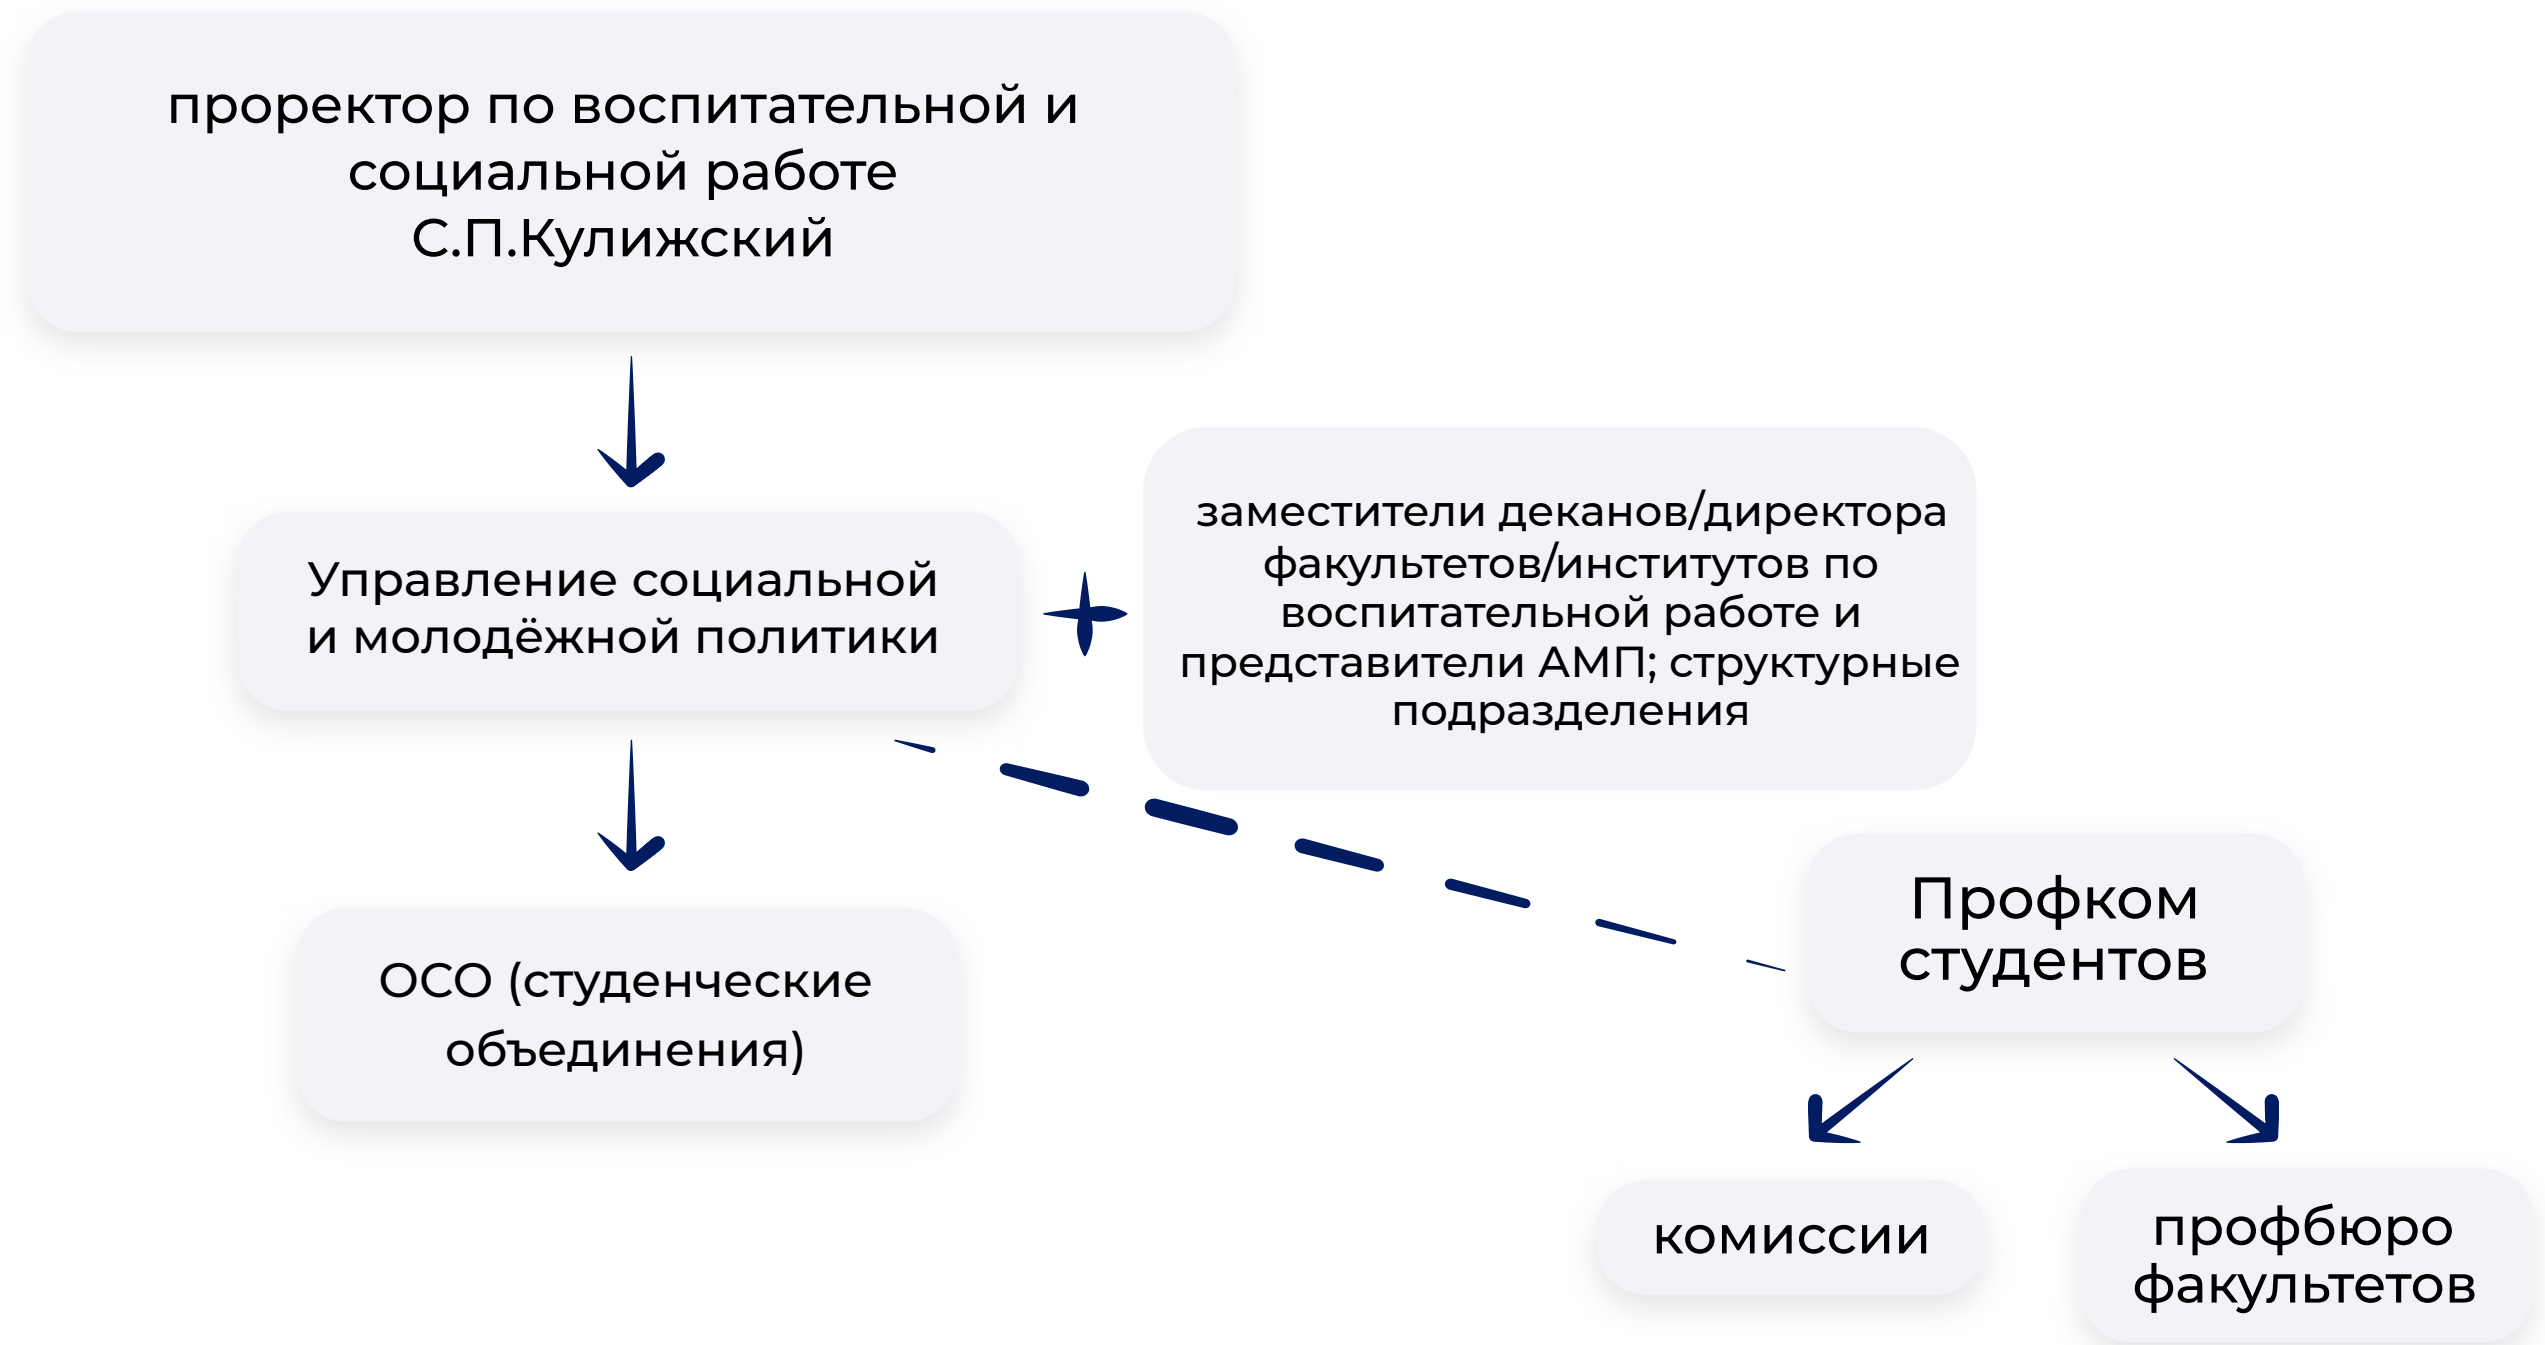 проректор по воспитательной и
социальной работе
С.П.Кулижский
Управление социальной
и молодёжной политики
заместители деканов/директора
факультетов/институтов по
воспитательной работе и
представители АМП; структурные
подразделения
ОСО (студенческие
объединения)
Профком
студентов
комиссии
профбюро
факультетов